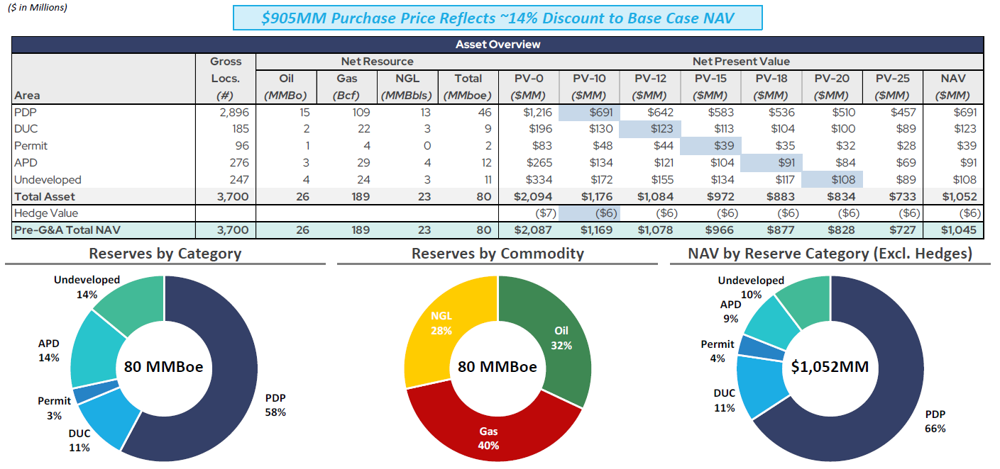 ($ in Millions)
$905MM Purchase Price Reflects ~14% Discount to Base Case NAV
Asset Overview
Gross Net Resource Net Present Value
Locs. Oil Gas NGL Total PV-0 PV-10 PV-12 PV-15 PV-18 PV-20 PV-25 NAV
Area (#) (MMBo) (Bcf) (MMBbls) (MMboe) ($MM) ($MM) ($MM) ($MM) ($MM) ($MM) ($MM) ($MM)
PDP 2,896 15 109 13 46 $1,216 $691 $642 $583 $536 $510 $457 $691
DUC 185 2 22 3 9 $196 $130 $123 $113 $104 $100 $89 $123
Permit 96 1 4 0 2 $83 $48 $44 $39 $35 $32 $28 $39
APD 276 3 29 4 12 $265 $134 $121 $104 $91 $84 $69 $91
Undeveloped 247 4 24 3 11 $334 $172 $155 $134 $117 $108 $89 $108
Total Asset 3,700 26 189 23 80 $2,094 $1,176 $1,084 $972 $883 $834 $733 $1,052
Hedge Value ($7) ($6) ($6) ($6) ($6) ($6) ($6) ($6)
Pre-G&A Total NAV 3,700 26 189 23 80 $2,087 $1,169 $1,078 $966 $877 $828 $727 $1,045
Reserves by Category
Undeveloped
14%
APD
14%
80 MMBoe
Permit
3%
PDP
58%
DUC
11%
Reserves by Commodity
NGL
28%
Oil
32%
80 MMBoe
Gas
40%
NAV by Reserve Category (Excl. Hedges)
Undeveloped
10%
APD
9%
Permit
4%
$1,052MM
DUC
11%
PDP
66%